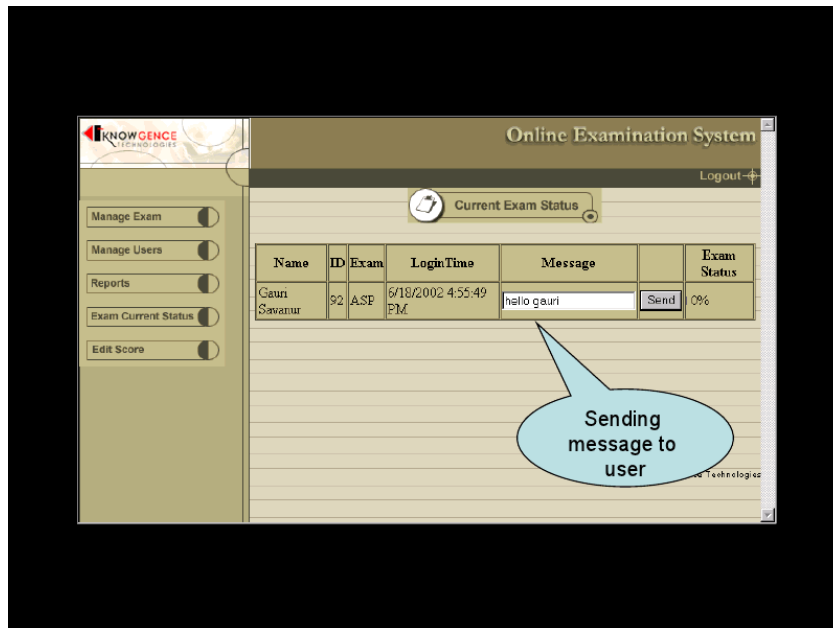 KNOWGENCE
TECHNOLOGIES
Online Examination System
Logout
Current Exam Status
Manage Exam
Manage Users
Reports
Exam Current Status
Edit Score
Name ID Exam LoginTime Message Exam Status
Gauri Savanur 92 ASP 6/18/2002 4:55:49 PM hello gauri Send 0%
Sending
message to
user
Technologies